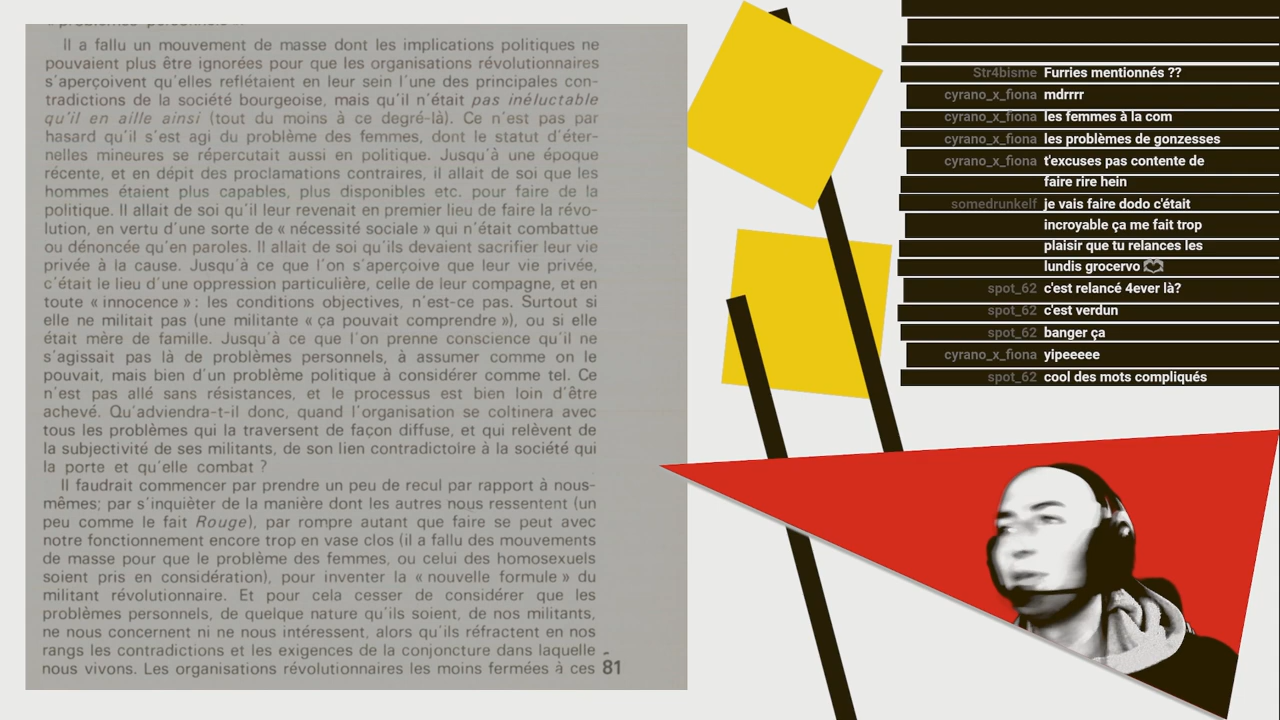 Il a fallu un mouvement de masse dont les implications politiques ne
pouvaient plus être ignorées pour que les organisations révolutionnaires
s'aperçoivent qu'elles reflétaient en leur sein l'une des principales con-
tradictions de la société bourgeoise, mais qu'il n'était pas inéluctable
qu'il en aille ainsi (tout du moins à ce degré-là). Ce n'est pas par
hasard qu'il s'est agi du problème des femmes, dont le statut d'éter-
nelles mineures se répercutait aussi en politique. Jusqu'à une époque
récente, et en dépit des paroles contraires, il allait de soi que les
hommes étaient plus capables, plus disposés etc. pour faire de la
politique. Il allait de soi qu'il leur revenait en premier lieu de faire la révo-
lution, en vertu d'une sorte de « nécessité sociale » qui n'était combattue
ou dénoncée qu'en paroles. Il allait de soi qu'ils devaient sacrifier leur vie
privée à la cause. Jusqu'à ce que l'on s'aperçoive que leur vie privée,
c'était le lieu d'une oppression particulière, celle de leur compagne, et en
toute « innocence » : les conditions objectives, n'est-ce pas. Surtout si
elle ne militait pas (une militante « ça pouvait comprendre »), ou si elle
était mère de famille. Jusqu'à ce que l'on prenne conscience qu'il ne
s'agissait pas là de problèmes personnels, à assumer comme on le
pouvait, mais bien d'un problème politique à considérer comme tel. Ce
n'est pas allé sans résistances, et le processus est bien loin d'être
achevé. Qu'adviendra-t-il donc, quand l'organisation se coltinera avec
tous les problèmes qui la traversent de façon diffuse, et qui relèvent de
la subjectivité de ses militants, de son lien contradictoire à la société qui
la porte et qu'elle combat ?
Il faudrait commencer par prendre un peu de recul par rapport à nous-
mêmes; par s'inquièter de la manière dont les autres nous ressentent (un
peu comme le fait Rouge), par rompre autant que faire se peut avec
notre fonctionnement encore trop en vase clos (il a fallu des mouvements
de masse pour que le problème des femmes, ou celui des homosexuels
soient pris en considération), pour inventer la « nouvelle formule » du
militant révolutionnaire. Et pour cela cesser de considérer que les
problèmes personnels, de quelque nature qu'ils soient, de nos militants,
ne nous concernent ni ne nous intéressent, alors qu'ils réfractent en nos
rangs les contradictions et les exigences de la conjoncture dans laquelle
nous vivons. Les organisations révolutionnaires les moins fermées à ces
81
Str4bisme Furries mentionnés ??
cyrano_x_fiona mdrrrr
cyrano_x_fiona les femmes à la com
cyrano_x_fiona les problèmes de gonzesses
cyrano_x_fiona t'excuses pas contente de
faire rire hein
somedrunkelf je vais faire dodo c'était
incroyable ça me fait trop
plaisir que tu relances les
lundis grocervo
spot_62 c'est relancé 4ever là?
spot_62 c'est verdun
spot_62 banger ça
cyrano_x_fiona yipeeeee
spot_62 cool des mots compliqués